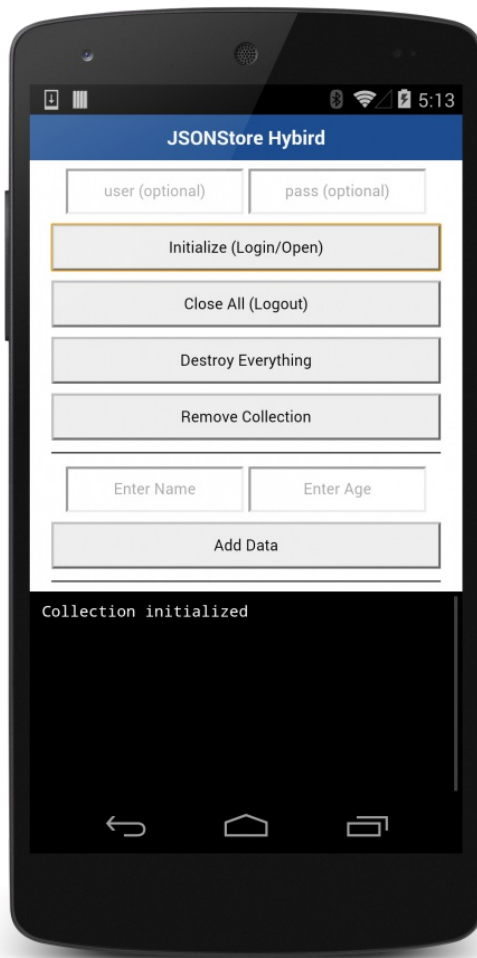 5:13
JSONStore Hybird
user (optional) pass (optional)
Initialize (Login/Open)
Close All (Logout)
Destroy Everything
Remove Collection
Enter Name Enter Age
Add Data
Collection initialized